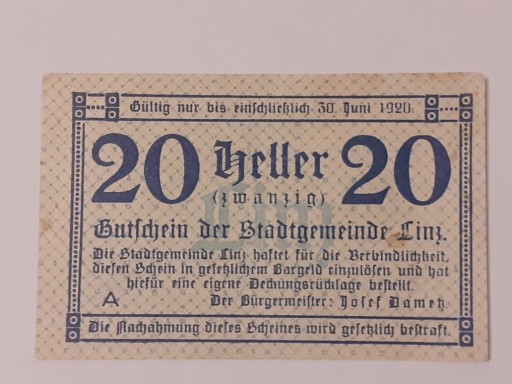 Gültig nur bis einschließlich 30. Juni 1920.
20 Heller 20
(zwanzig)
Gutschein der Stadtgemeinde Linz.
Die Stadtgemeinde Linz haftet für die Verbindlichkeit,
diesen Schein in gesetzlichem Bargeld einzulösen und hat
hiefür eine eigene Deckungsrücklage bestellt.
A Der Bürgermeister: Josef Dametz
Die Nachahmung dieses Scheines wird gesetzlich bestraft.
Linz